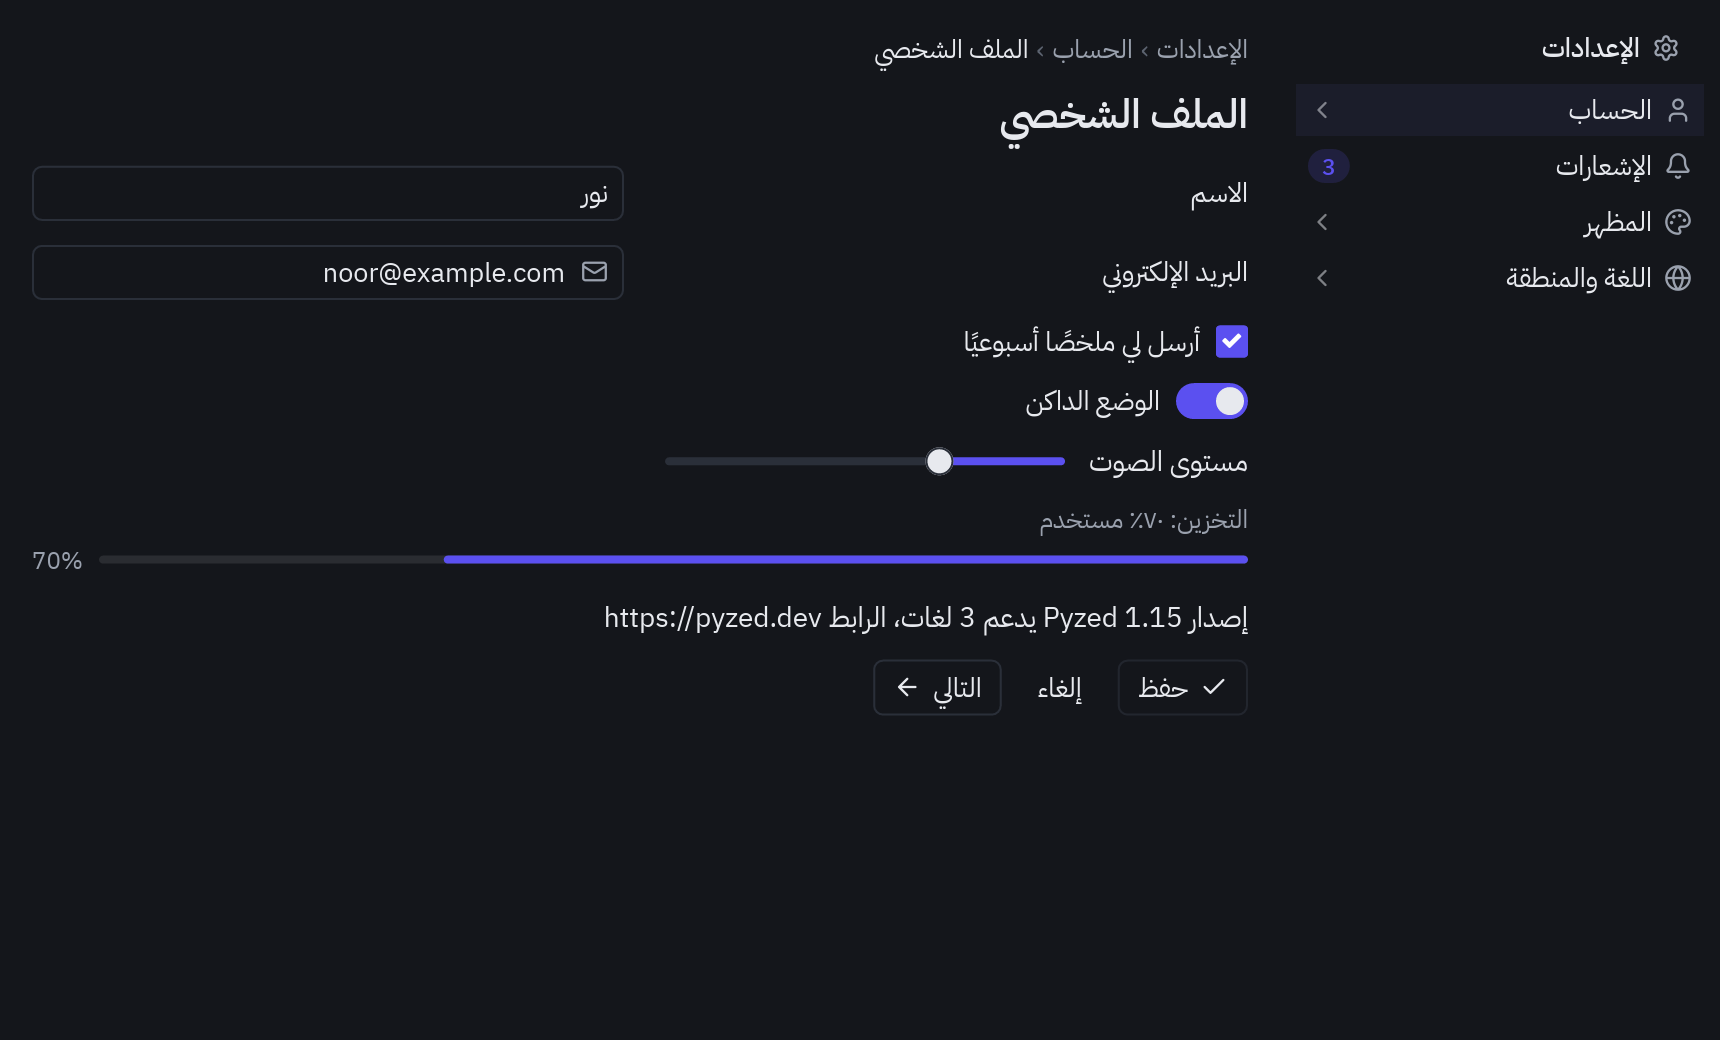 الإعدادات
الحساب
الإشعارات 3
المظهر
اللغة والمنطقة
الإعدادات › الحساب › الملف الشخصي
الملف الشخصي
الاسم نور
البريد الإلكتروني noor@example.com
أرسل لي ملخصًا أسبوعيًا
الوضع الداكن
مستوى الصوت
التخزين: ٧٠٪ مستخدم
70%
إصدار Pyzed 1.15 يدعم 3 لغات، الرابط https://pyzed.dev
حفظ إلغاء التالي